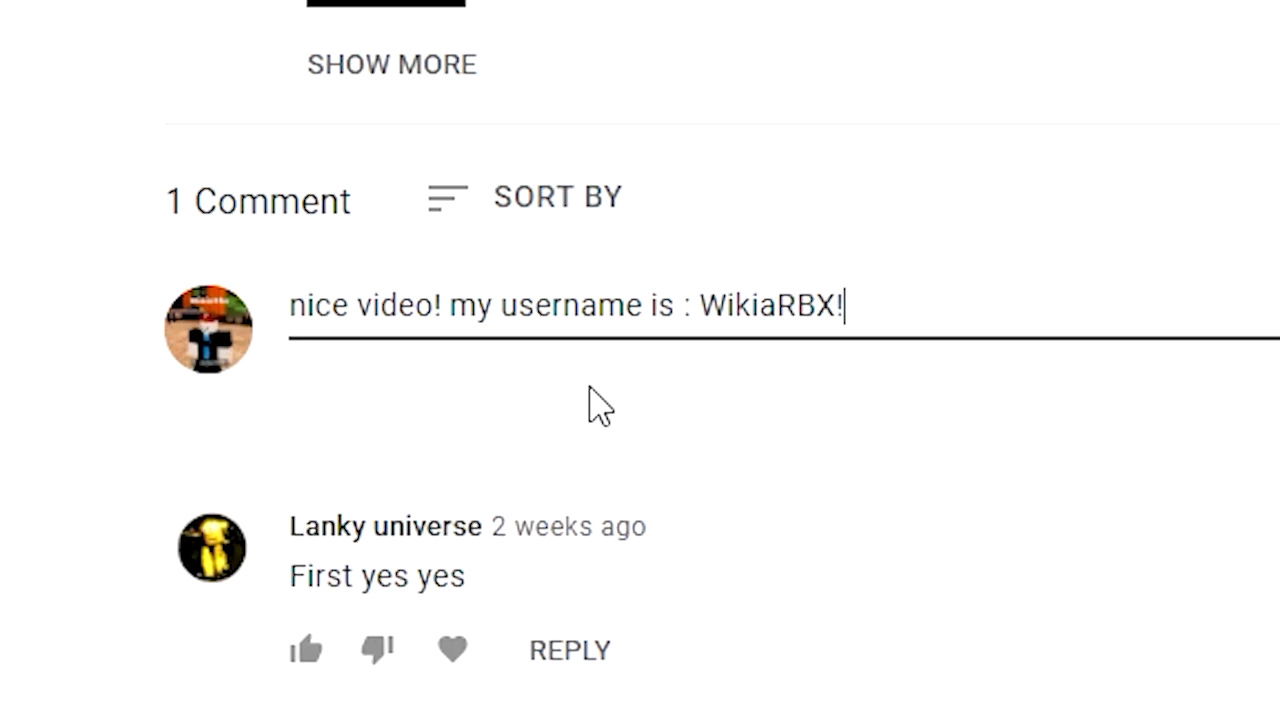 SHOW MORE
1 Comment
SORT BY
nice video! my username is : WikiaRBX!
Lanky universe 2 weeks ago
First yes yes
REPLY